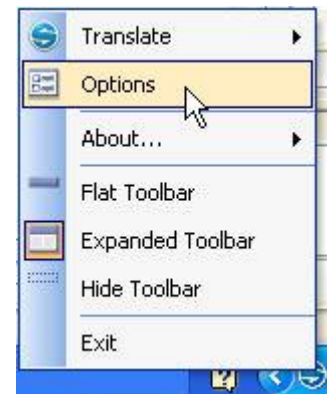 Translate
Options
About...
Flat Toolbar
Expanded Toolbar
Hide Toolbar
Exit